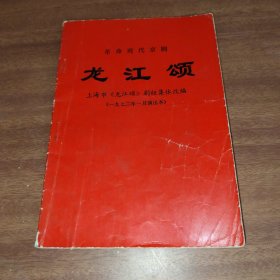 革命现代京剧
龙江颂
上海市《龙江颂》剧组集体改编
（一九七二年一月演出本）